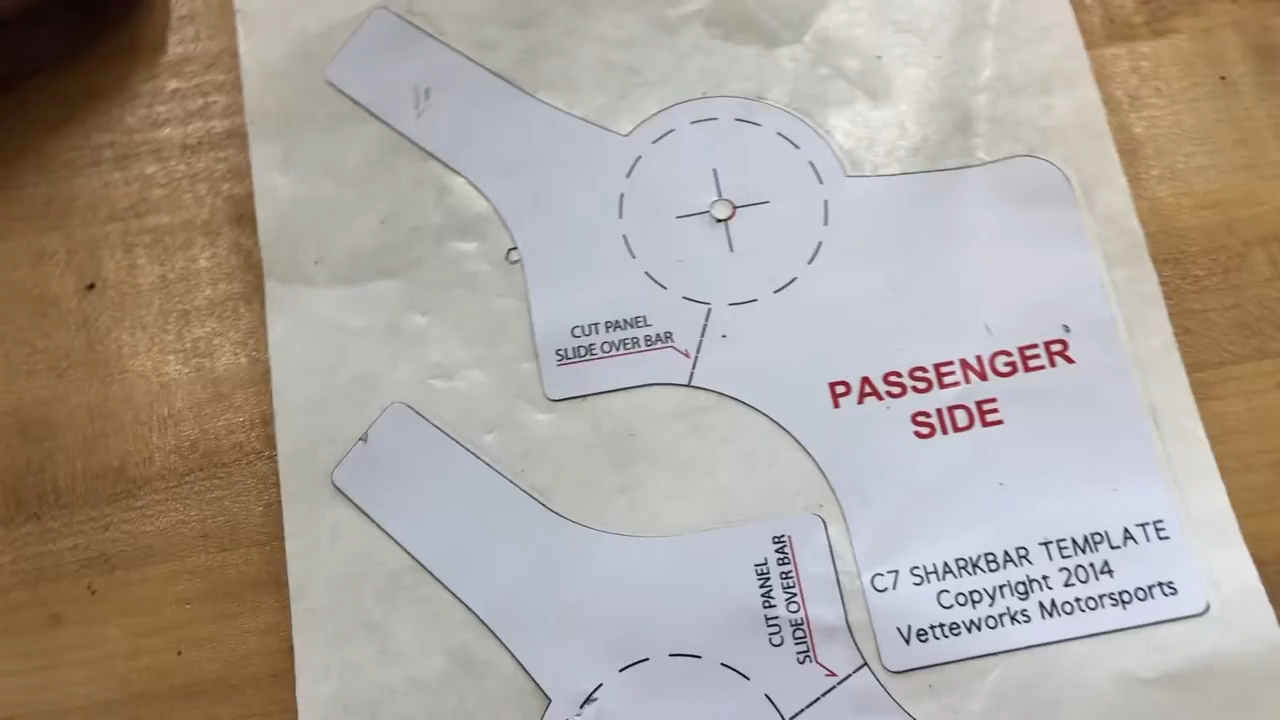 CUT PANEL
SLIDE OVER BAR
PASSENGER
SIDE
C7 SHARKBAR TEMPLATE
Copyright 2014
Vetteworks Motorsports
CUT PANEL
SLIDE OVER BAR